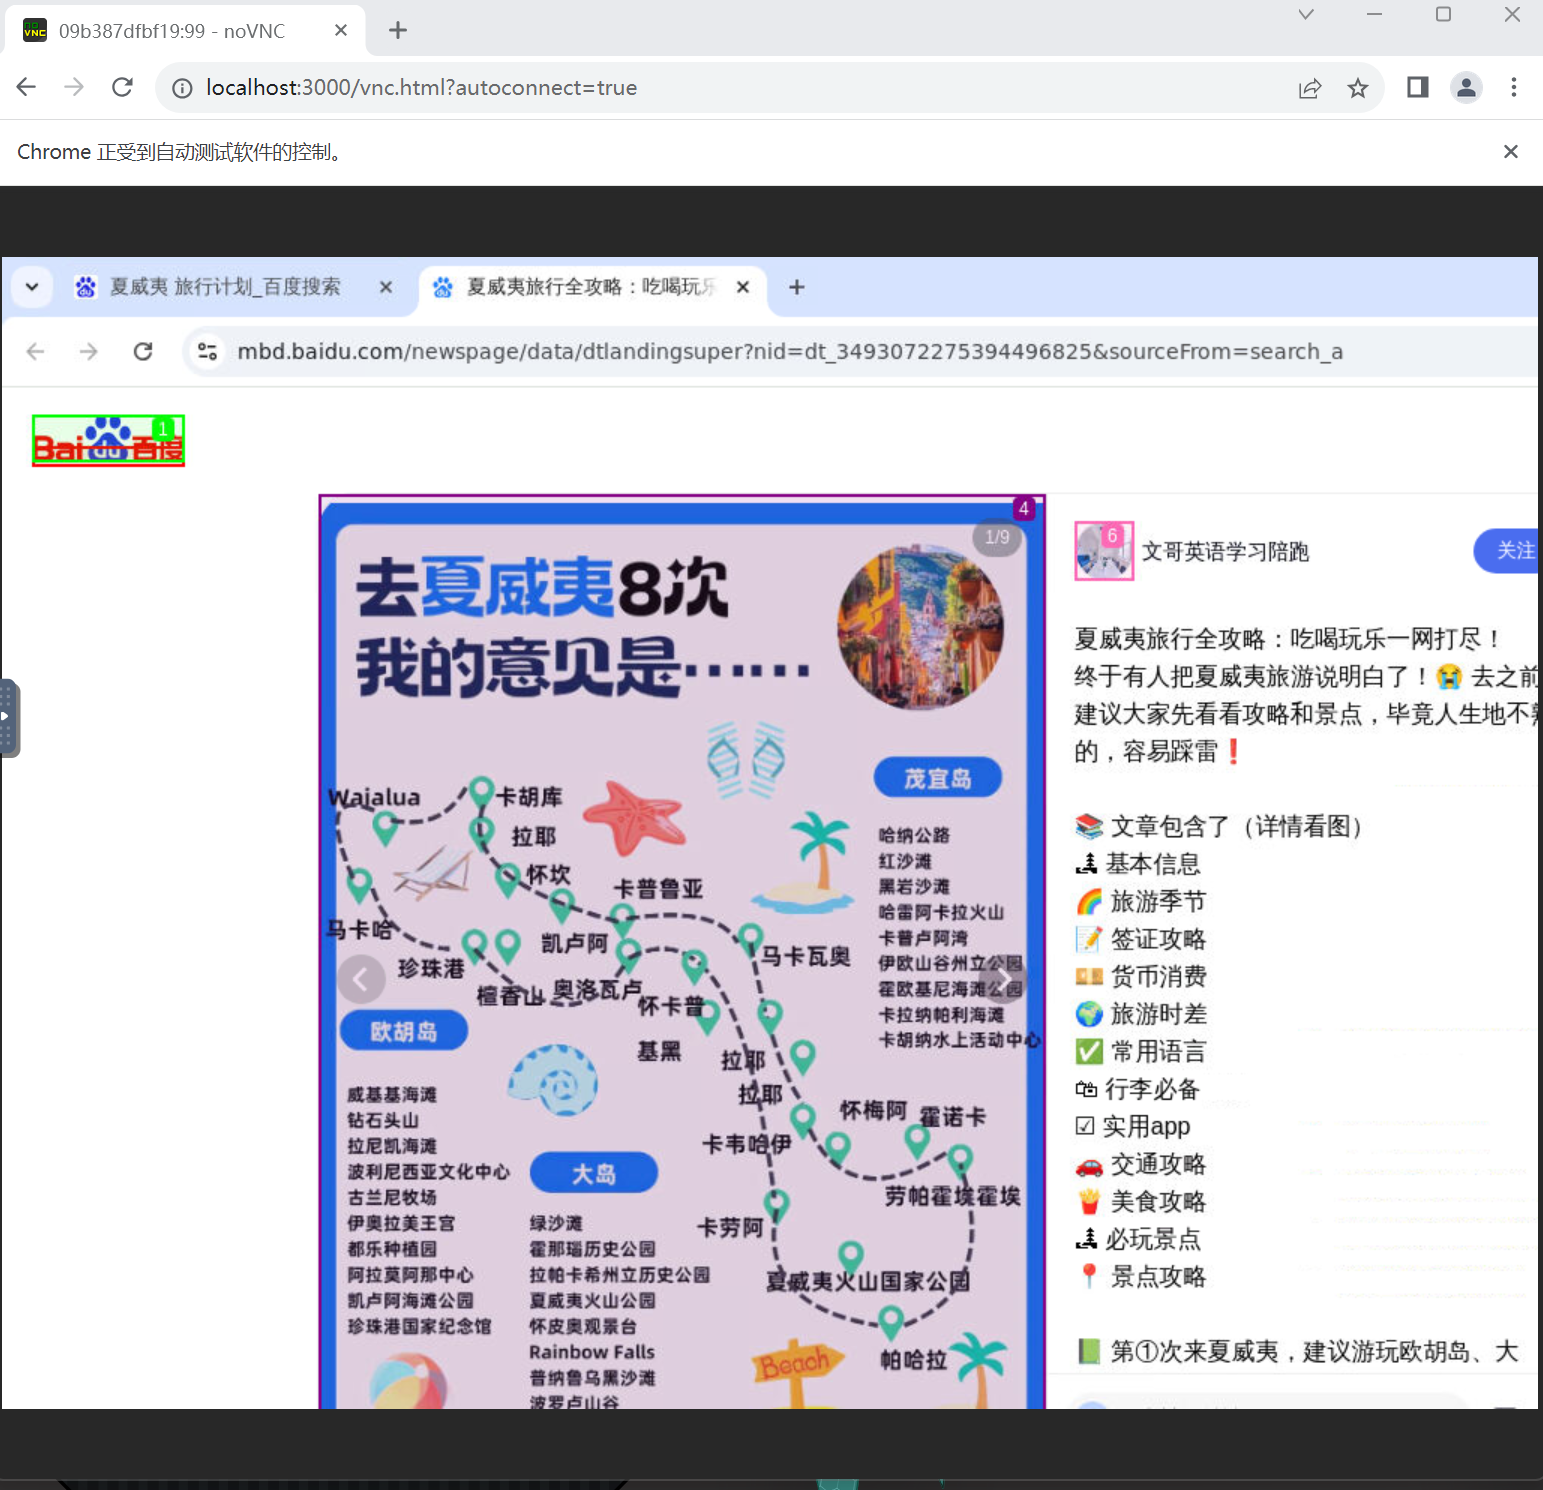 09b387dfbf19:99 - noVNC
localhost:3000/vnc.html?autoconnect=true
Chrome 正受到自动测试软件的控制。
夏威夷 旅行计划_百度搜索
夏威夷旅行全攻略：吃喝玩乐
mbd.baidu.com/newspage/data/dtlandingsuper?nid=dt_3493072275394496825&sourceFrom=search_a
Bai du 百度
1
4
1/9
去夏威夷8次
我的意见是……
茂宜岛
哈纳公路
红沙滩
黑岩沙滩
哈雷阿卡拉火山
卡普卢阿湾
伊欧山谷州立公园
霍欧基尼海滩公园
卡拉纳帕利海滩
卡胡纳水上活动中心
Waialua
卡胡库
拉耶
怀坎
卡普鲁亚
马卡哈
珍珠港
檀香山
凯卢阿
奥洛瓦卢
怀卡普
马卡瓦奥
基黑
拉耶
拉耶
怀梅阿
霍诺卡
卡韦哈伊
劳帕霍埃霍埃
卡劳阿
夏威夷火山国家公园
帕哈拉
欧胡岛
威基基海滩
钻石头山
拉尼凯海滩
波利尼西亚文化中心
古兰尼牧场
伊奥拉美王宫
都乐种植园
阿拉莫阿那中心
凯卢阿海滩公园
珍珠港国家纪念馆
大岛
绿沙滩
霍那瑙历史公园
拉帕卡希州立历史公园
夏威夷火山公园
怀皮奥观景台
Rainbow Falls
普纳鲁乌黑沙滩
波罗卢山谷
Beach
6
文哥英语学习陪跑
关注
夏威夷旅行全攻略：吃喝玩乐一网打尽！
终于有人把夏威夷旅游说明白了！😭 去之前
建议大家先看看攻略和景点，毕竟人生地不熟
的，容易踩雷❗
📚 文章包含了（详情看图）
🏞 基本信息
🌈 旅游季节
📝 签证攻略
💴 货币消费
🌍 旅游时差
✅ 常用语言
🛍 行李必备
☑ 实用app
🚗 交通攻略
🍟 美食攻略
🏞 必玩景点
📍 景点攻略
📗 第①次来夏威夷，建议游玩欧胡岛、大